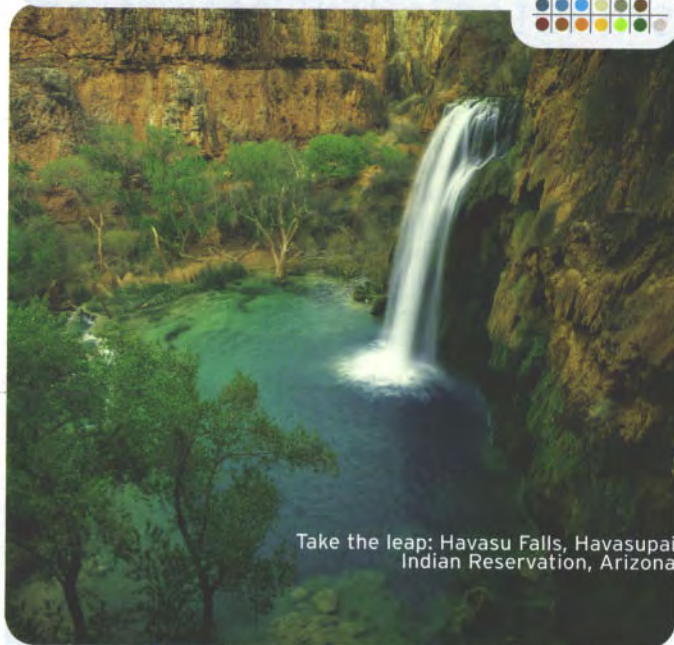 Take the leap: Havasu Falls, Havasupai
Indian Reservation, Arizona